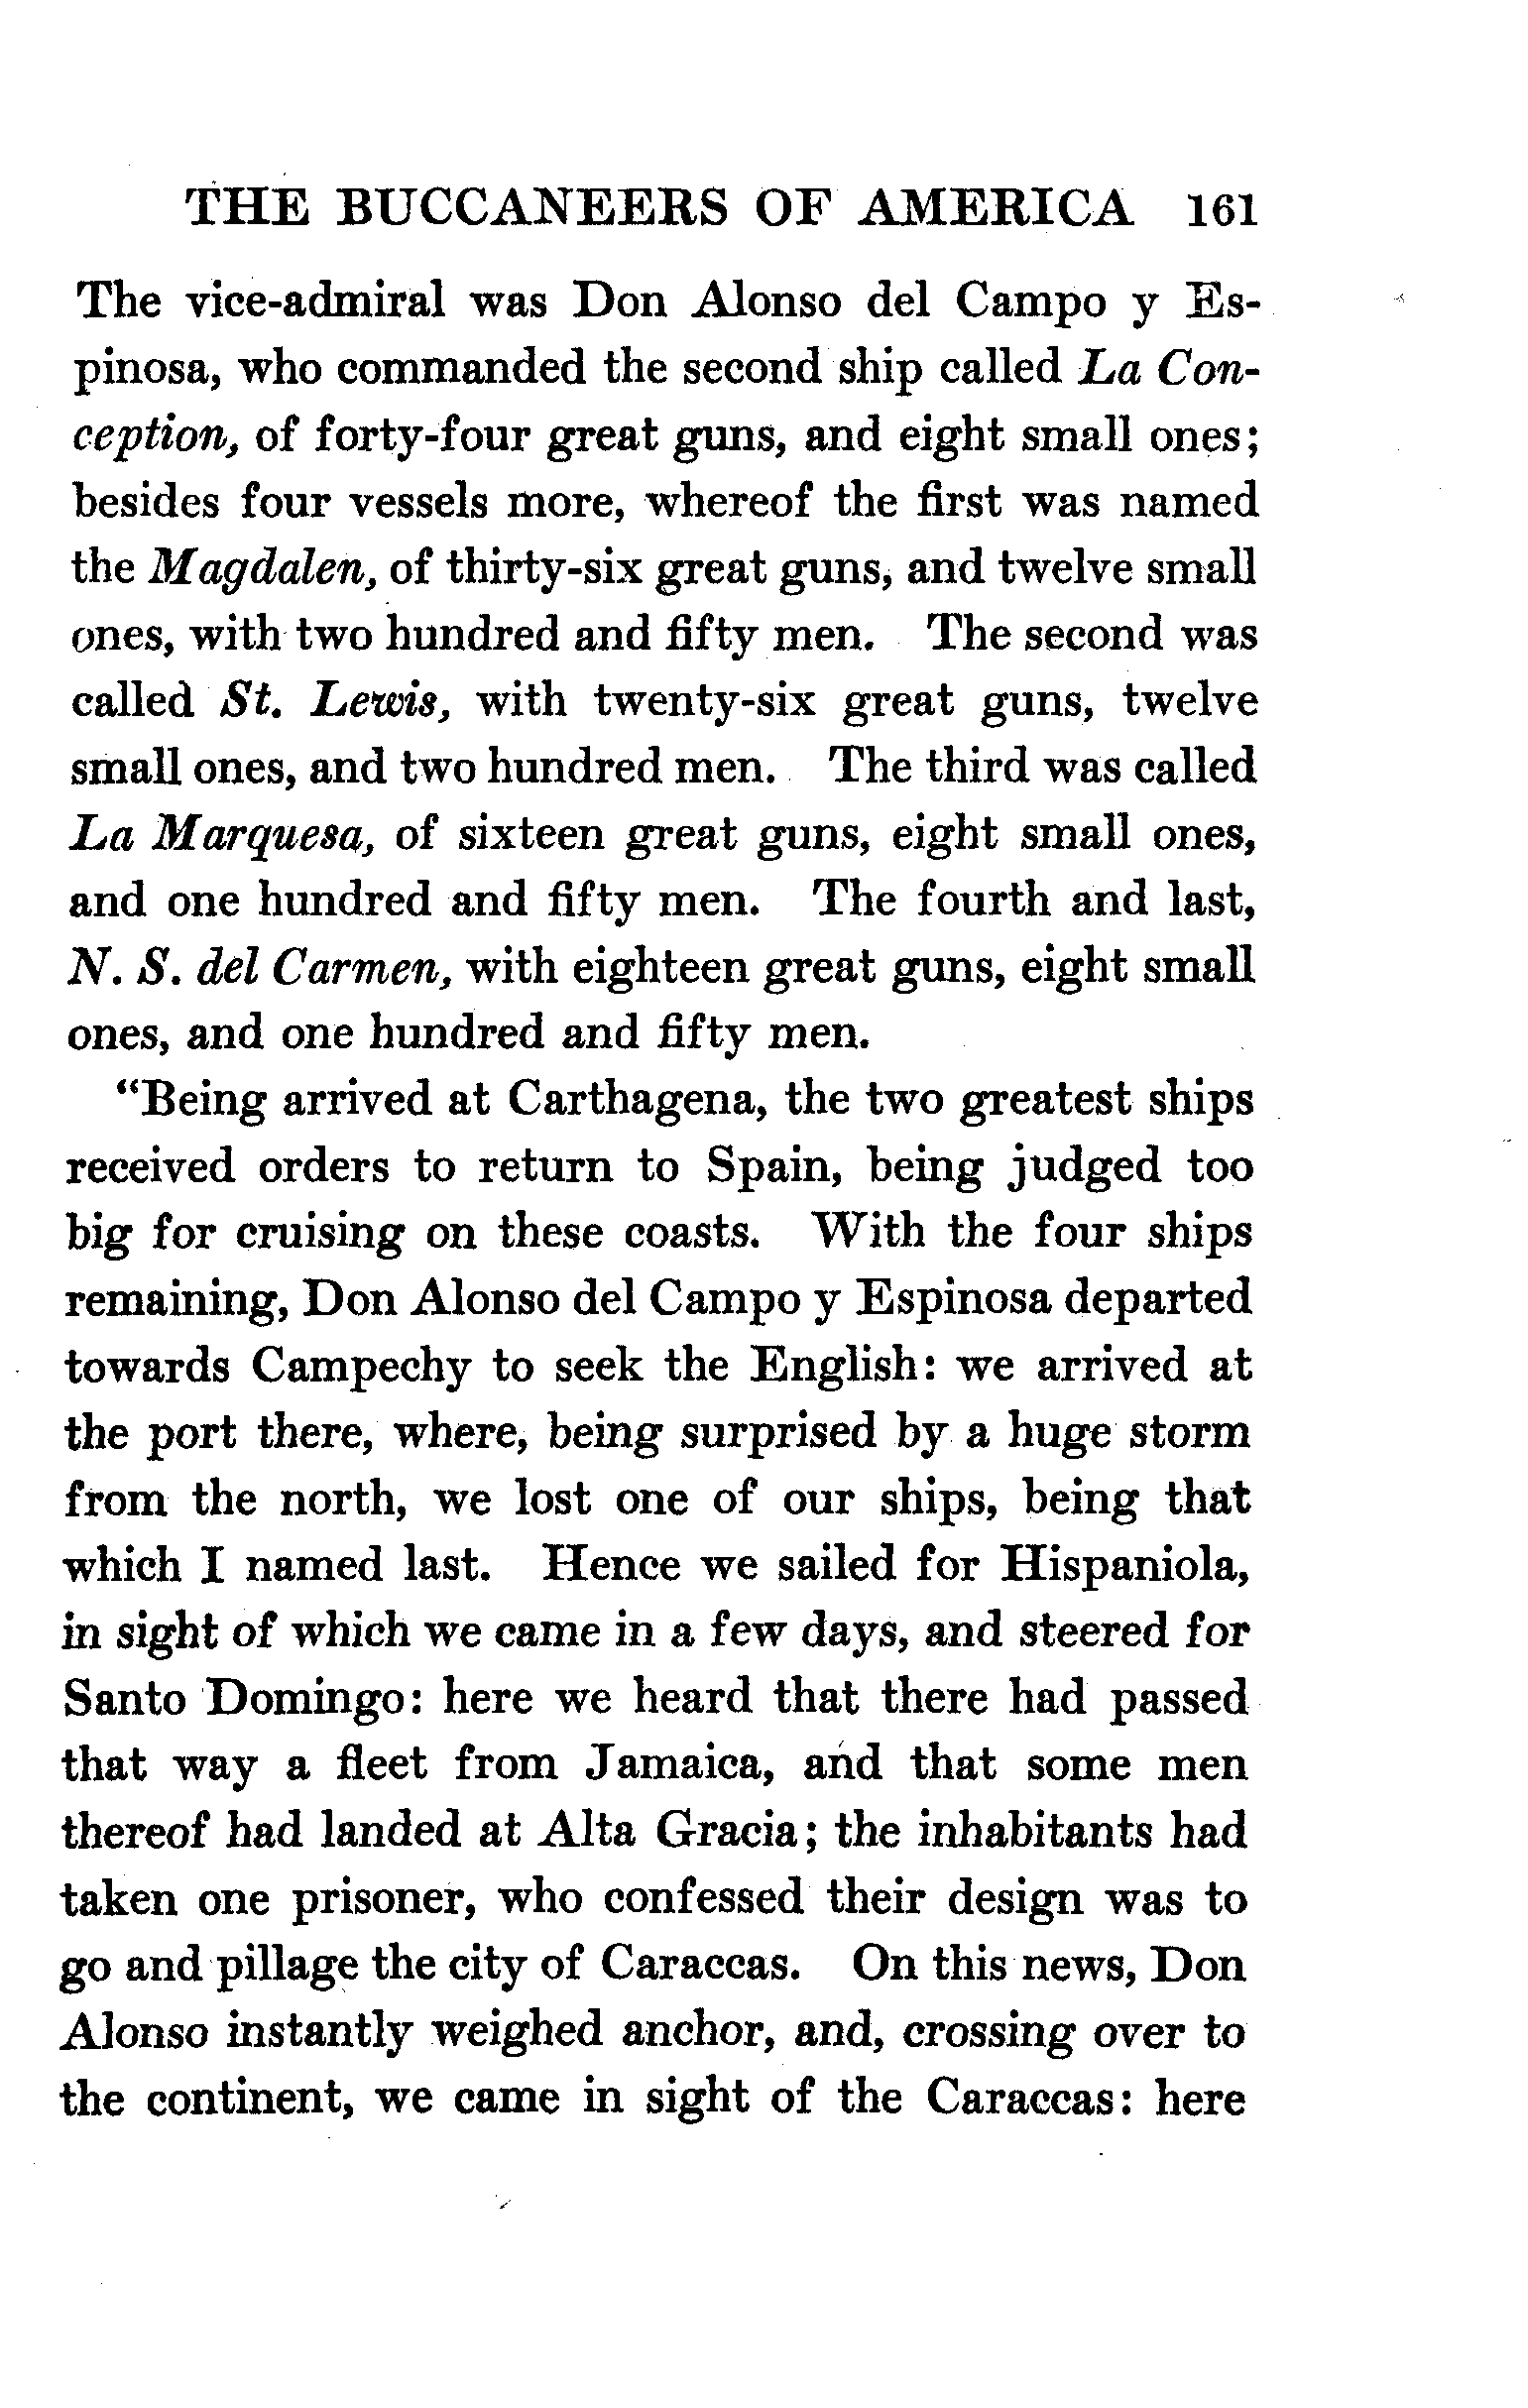 THE BUCCANEERS OF AMERICA 161
The vice-admiral was Don Alonso del Campo y Es-
pinosa, who commanded the second ship called La Con-
ception, of forty-four great guns, and eight small ones;
besides four vessels more, whereof the first was named
the Magdalen, of thirty-six great guns, and twelve small
ones, with two hundred and fifty men. The second was
called St. Lewis, with twenty-six great guns, twelve
small ones, and two hundred men. The third was called
La Marquesa, of sixteen great guns, eight small ones,
and one hundred and fifty men. The fourth and last,
N. S. del Carmen, with eighteen great guns, eight small
ones, and one hundred and fifty men.
"Being arrived at Carthagena, the two greatest ships
received orders to return to Spain, being judged too
big for cruising on these coasts. With the four ships
remaining, Don Alonso del Campo y Espinosa departed
towards Campechy to seek the English: we arrived at
the port there, where, being surprised by a huge storm
from the north, we lost one of our ships, being that
which I named last. Hence we sailed for Hispaniola,
in sight of which we came in a few days, and steered for
Santo Domingo: here we heard that there had passed
that way a fleet from Jamaica, and that some men
thereof had landed at Alta Gracia; the inhabitants had
taken one prisoner, who confessed their design was to
go and pillage the city of Caraccas. On this news, Don
Alonso instantly weighed anchor, and, crossing over to
the continent, we came in sight of the Caraccas: here